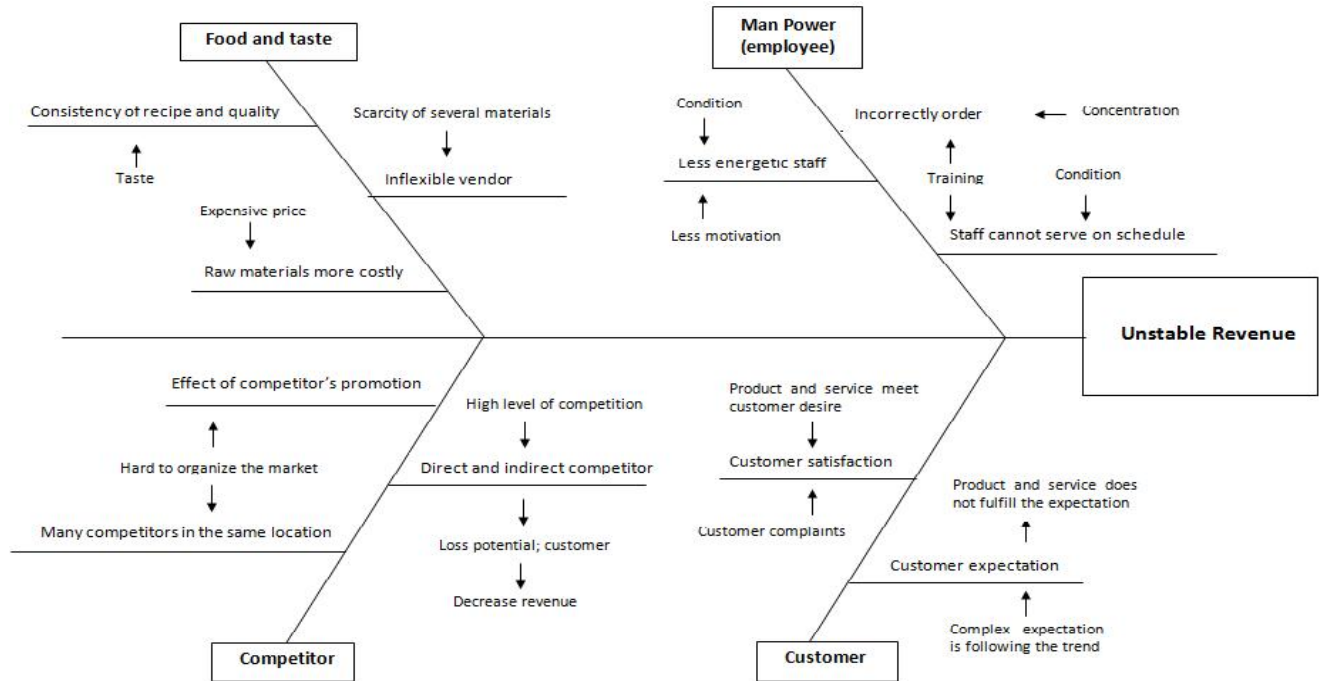 Food and taste
Man Power
(employee)
Consistency of recipe and quality
Taste
Scarcity of several materials
Inflexible vendor
Expensive price
Raw materials more costly
Condition
Less energetic staff
Less motivation
Incorrectly order
Concentration
Training
Condition
Staff cannot serve on schedule
Unstable Revenue
Effect of competitor’s promotion
Hard to organize the market
Many competitors in the same location
High level of competition
Direct and indirect competitor
Loss potential; customer
Decrease revenue
Product and service meet
customer desire
Customer satisfaction
Customer complaints
Product and service does
not fulfill the expectation
Customer expectation
Complex expectation
is following the trend
Competitor
Customer